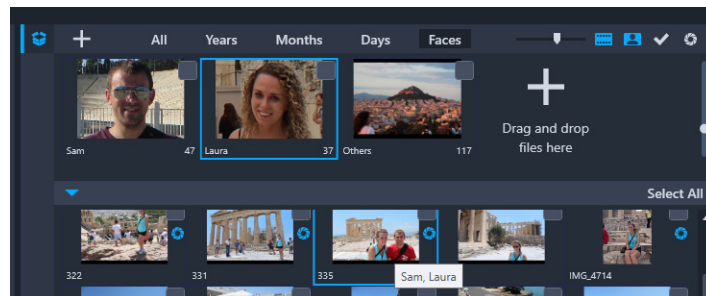 All Years Months Days Faces
Sam 47 Laura 37 Others 117
Drag and drop
files here
Select All
322 331 335 IMG_4714
Sam, Laura